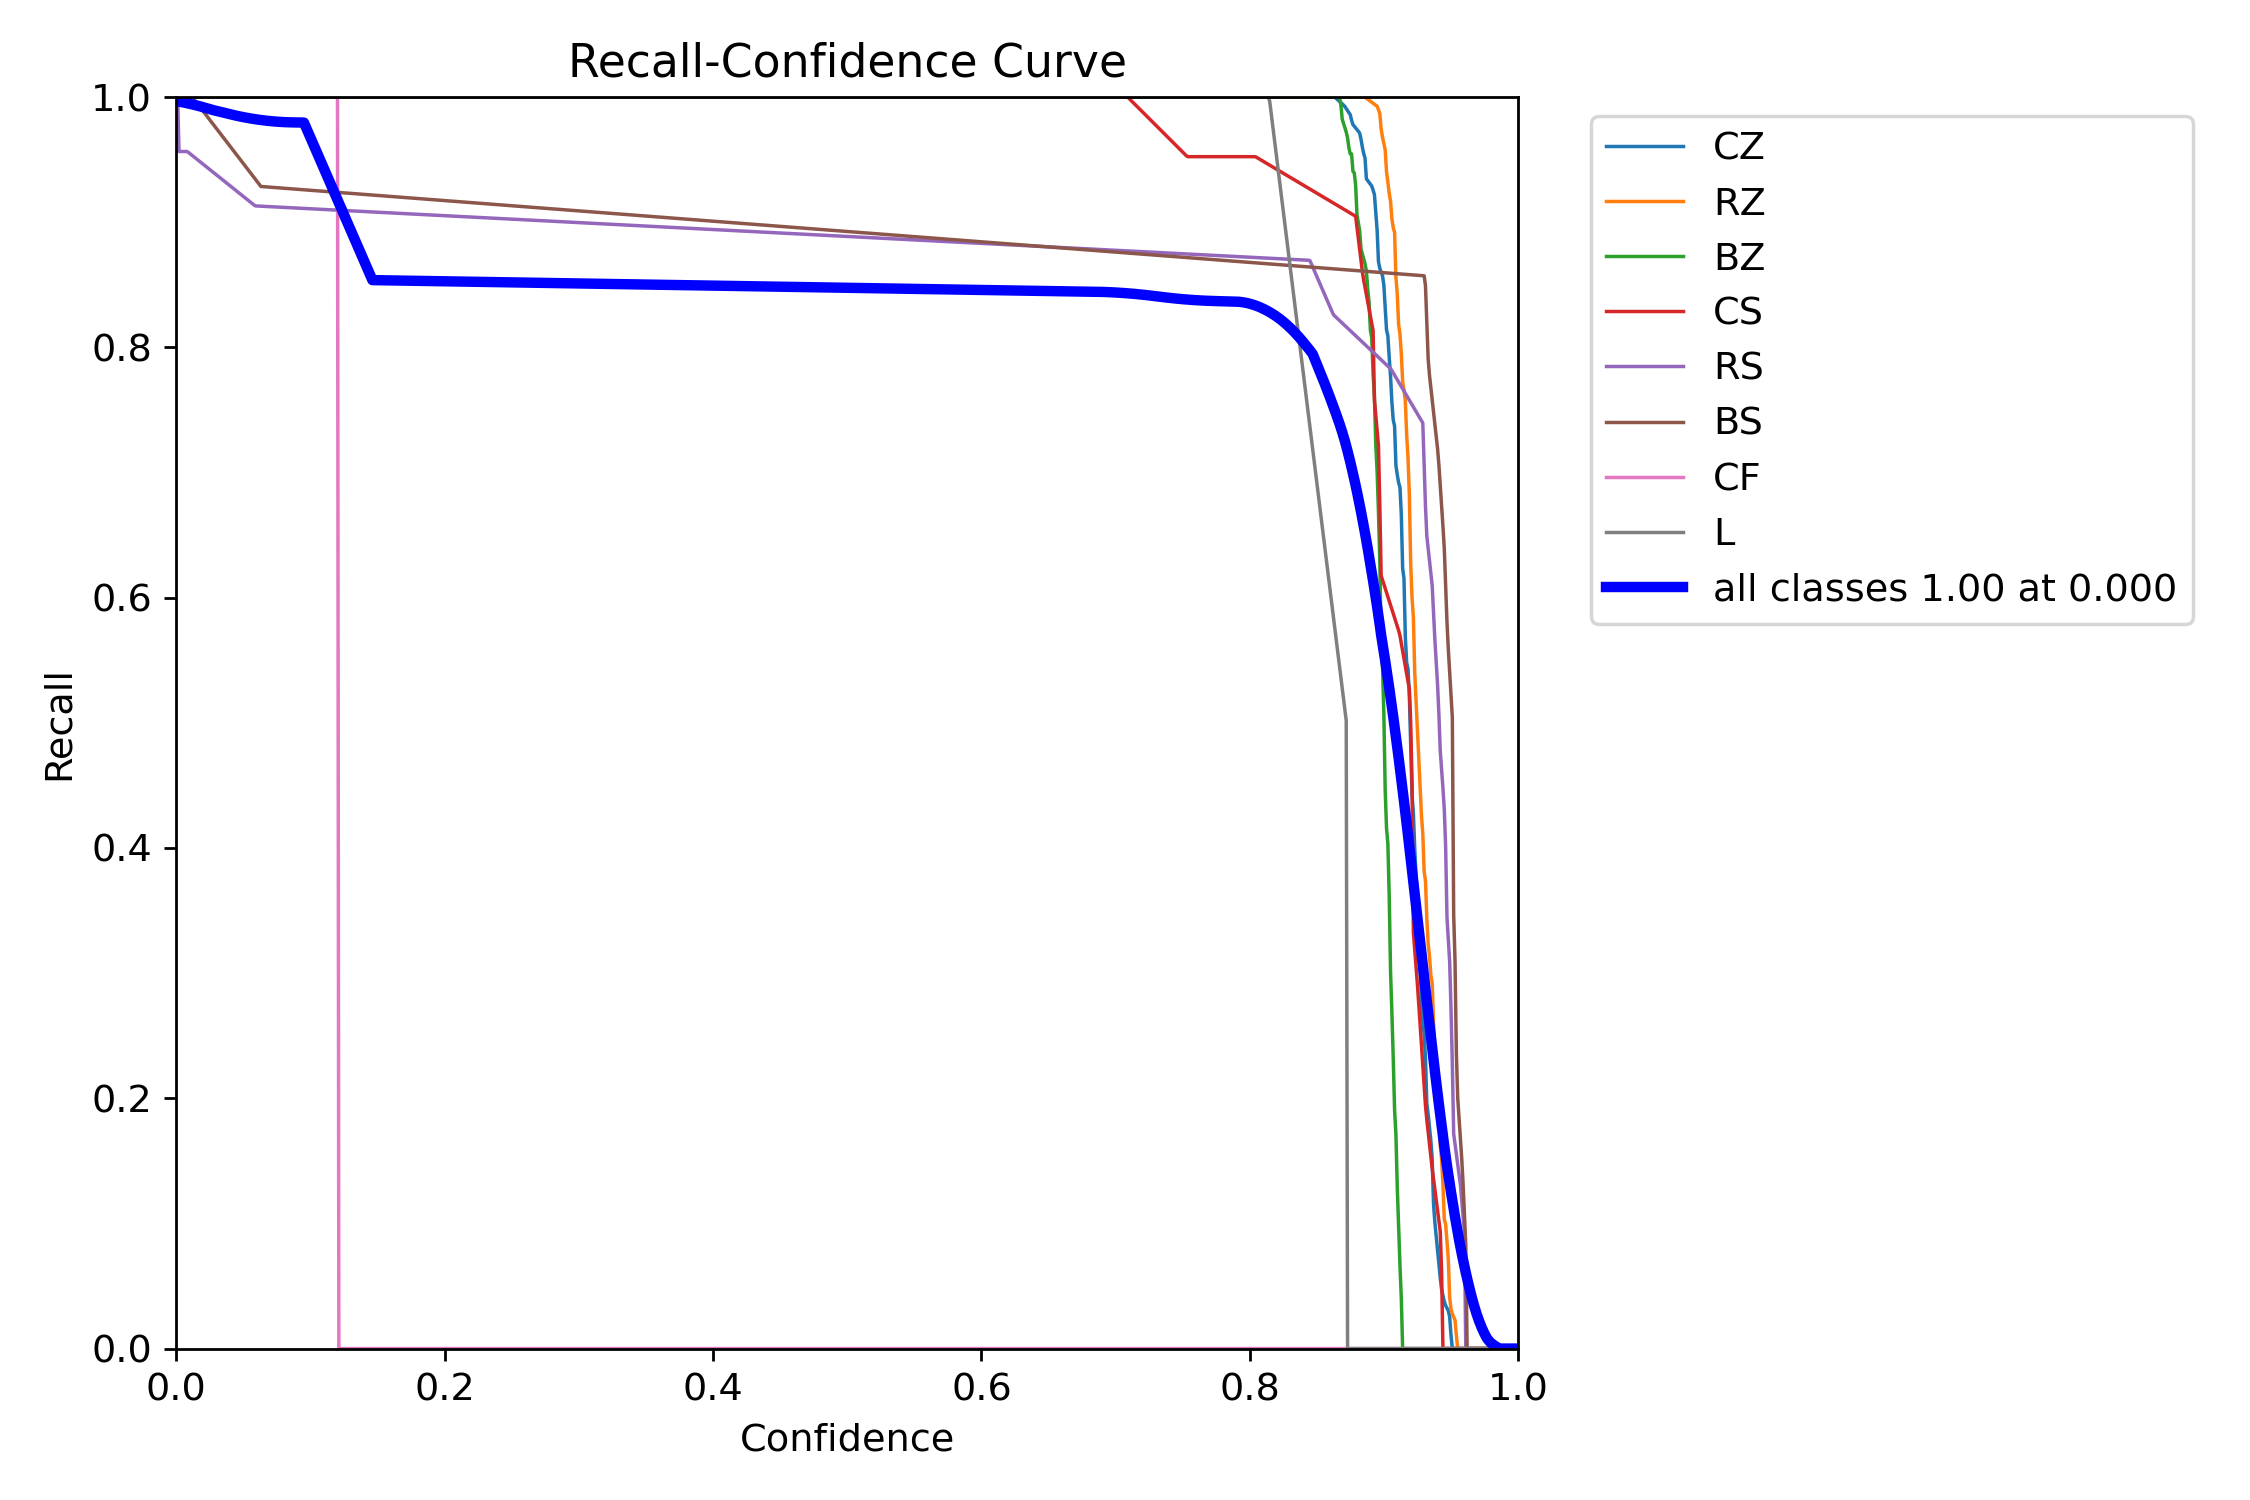 Recall-Confidence Curve
1.0
0.8
0.6
0.4
0.2
0.0
Recall
0.0 0.2 0.4 0.6 0.8 1.0
Confidence
CZ
RZ
BZ
CS
RS
BS
CF
L
all classes 1.00 at 0.000